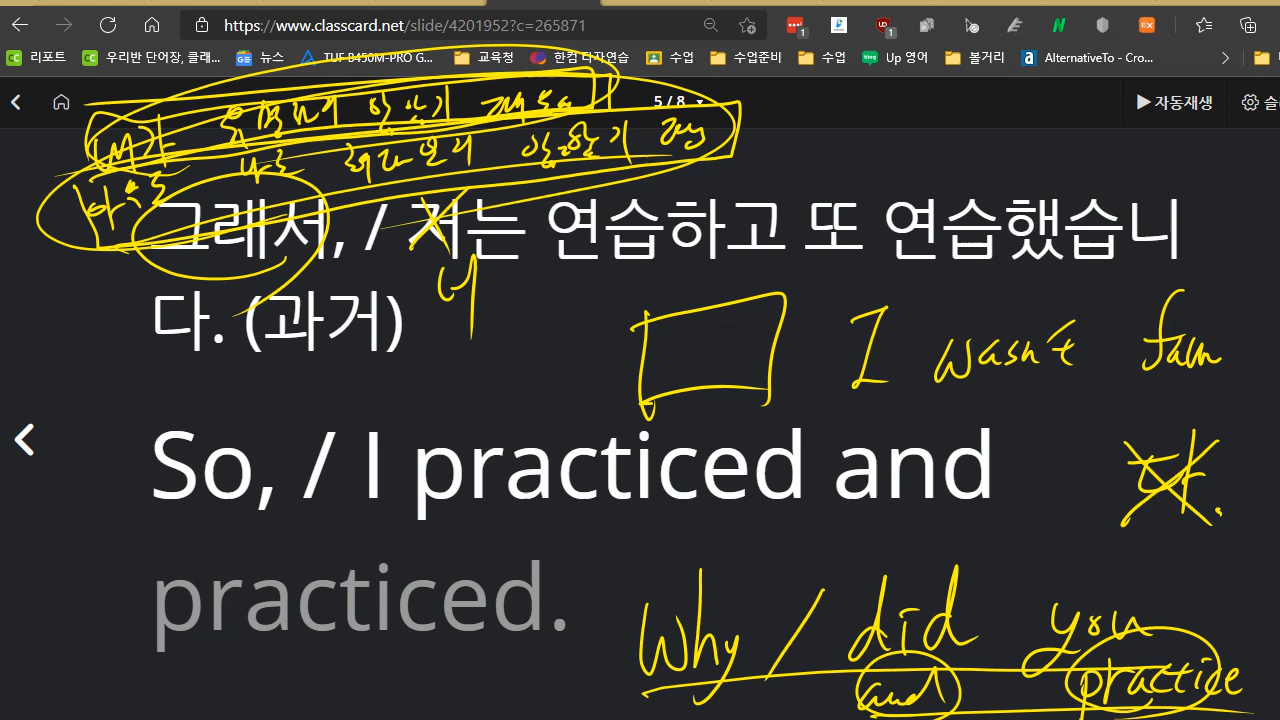 https://www.classcard.net/slide/4201952?c=265871
리포트 우리반 단어장, 클래... 뉴스 TUF B450M-PRO G... 교육청 한컴 타자연습 수업 수업준비 수업 Up 영어 볼거리 AlternativeTo - Cro...
5 / 8 자동재생 슬
그래서, / 저는 연습하고 또 연습했습니
너
다. (과거)
I wasn't fam
So, / I practiced and
practiced.
Why / did you
and practice